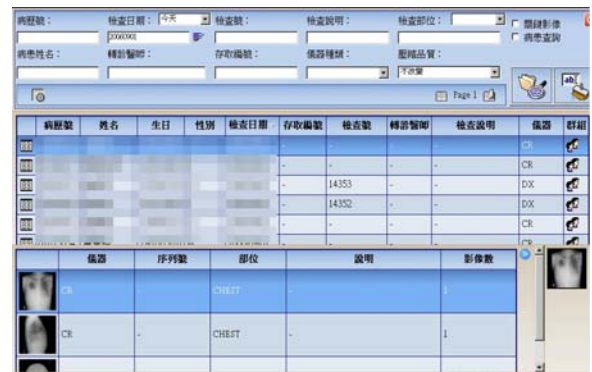 病歷號： 檢查日期： 今天 檢查號： 檢查說明： 檢查部位： 關鍵影像
20060901 病患查詢
病患姓名： 轉診醫師： 存取編號： 儀器種類： 壓縮品質：
不改變
Page 1
病歷號 姓名 生日 性別 檢查日期 存取編號 檢查號 轉診醫師 檢查說明 儀器 群組
- - - - CR
- 14353 - - DX
- 14352 - - DX
- - - - CR
儀器 序列號 部位 說明 影像數
CR - CHEST - 1
CR - CHEST - 1